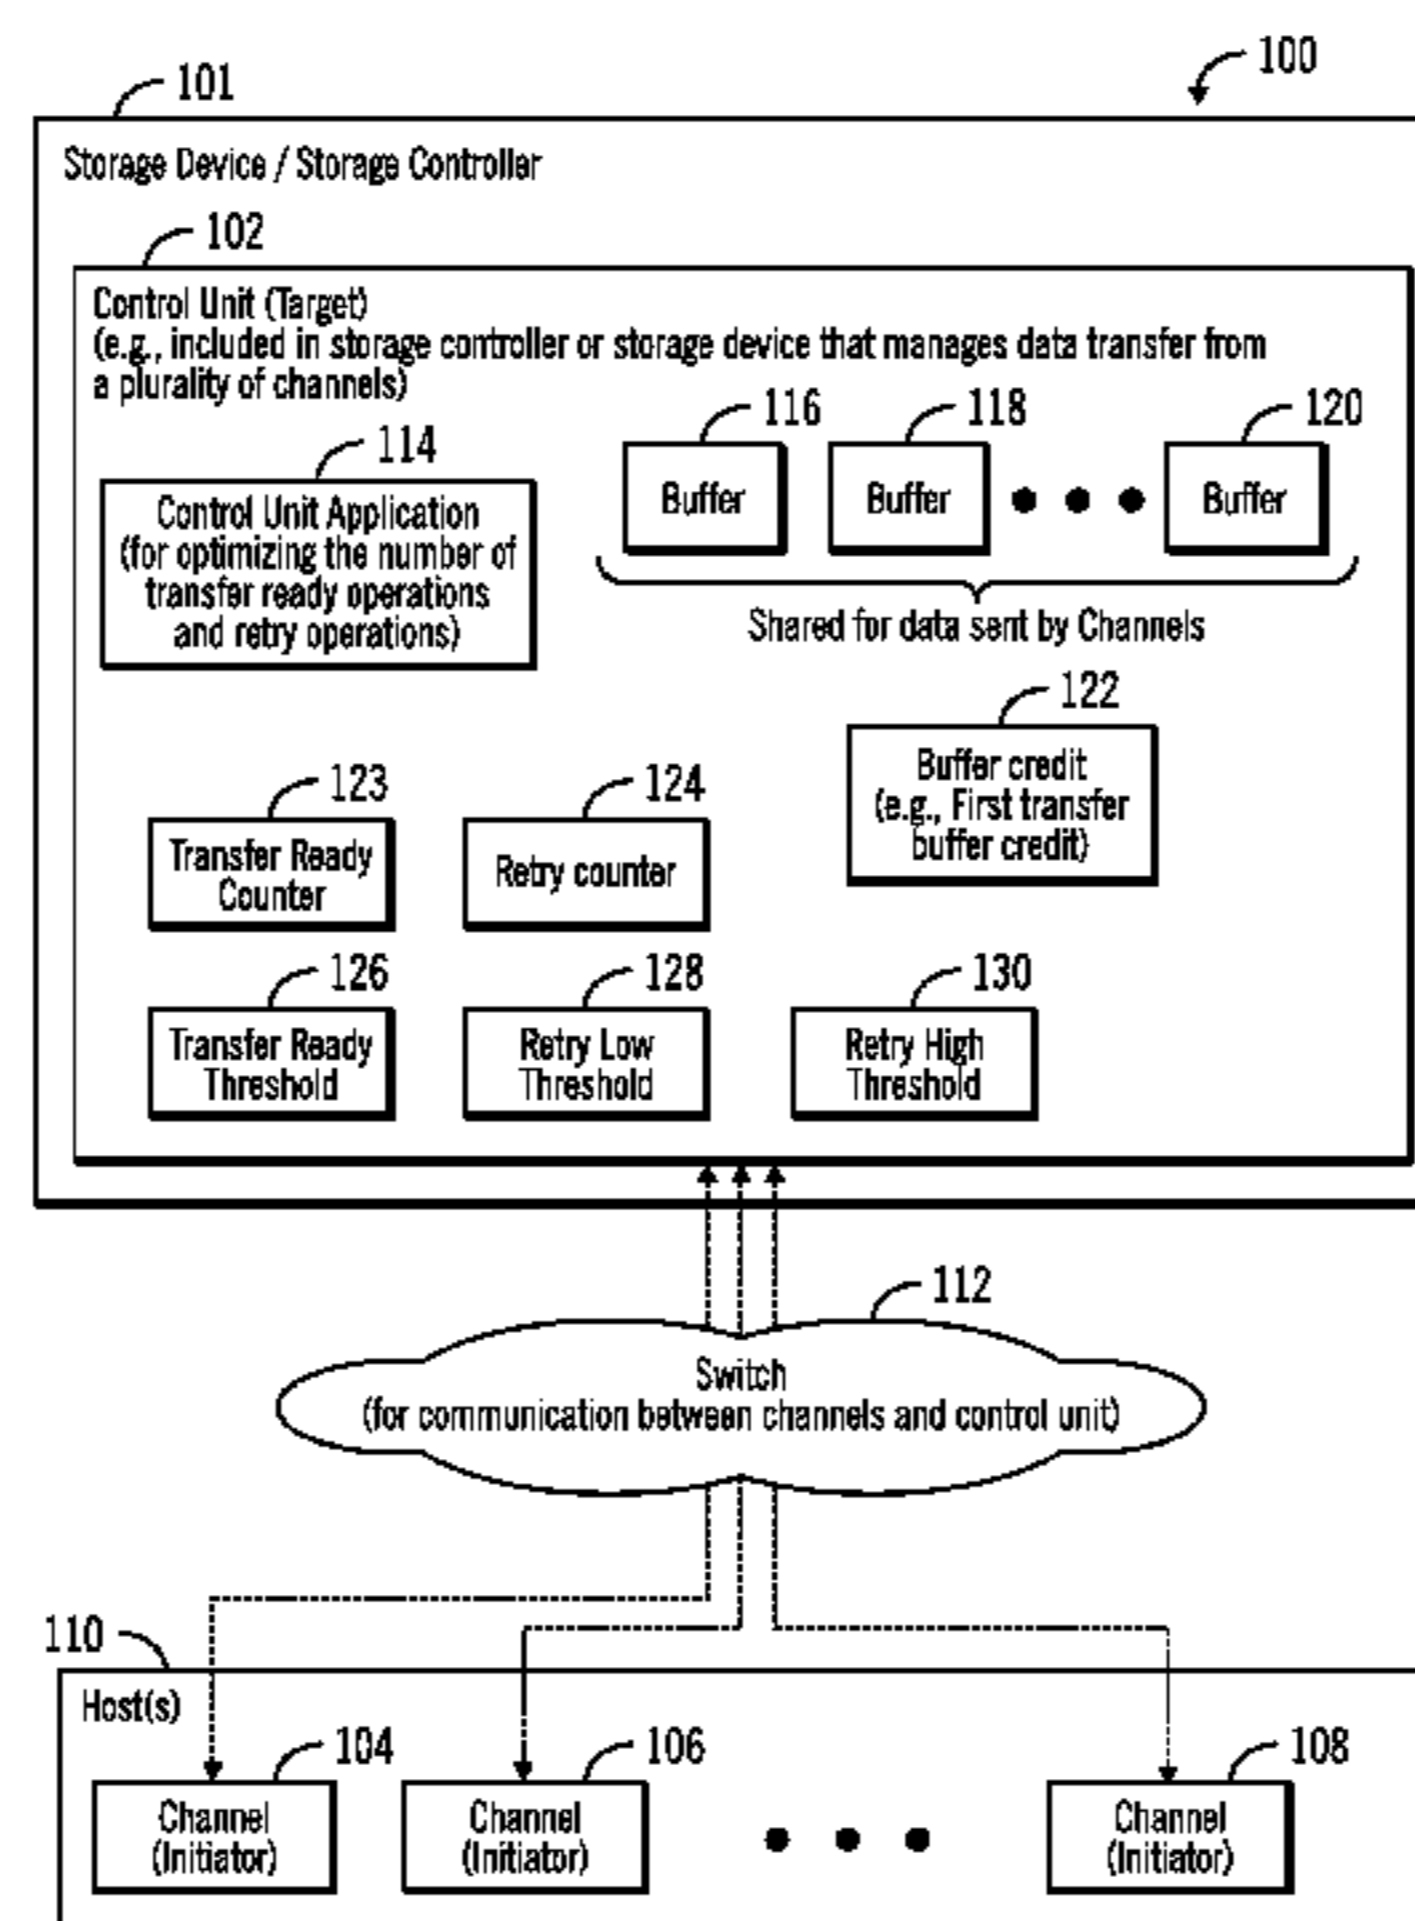 100
101
Storage Device / Storage Controller
102
Control Unit (Target)
(e.g., included in storage controller or storage device that manages data transfer from
a plurality of channels)
116
118
120
114
Buffer
Buffer
Buffer
Control Unit Application
(for optimizing the number of
transfer ready operations
and retry operations)
Shared for data sent by Channels
122
Buffer credit
(e.g., First transfer
buffer credit)
123
124
Transfer Ready
Counter
Retry counter
126
128
130
Transfer Ready
Threshold
Retry Low
Threshold
Retry High
Threshold
112
Switch
(for communication between channels and control unit)
110
Host(s)
104
106
108
Channel
(Initiator)
Channel
(Initiator)
Channel
(Initiator)